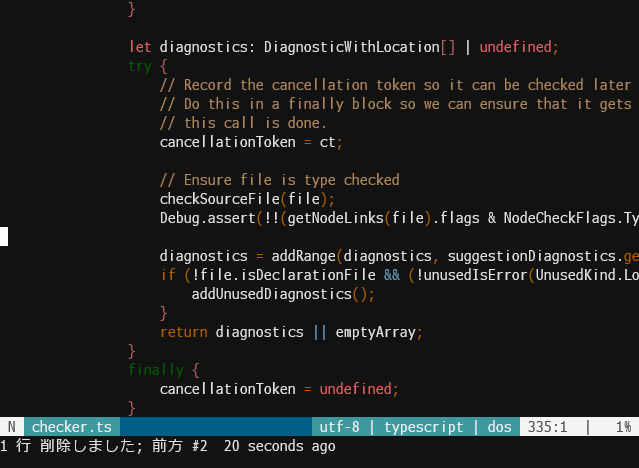 }
let diagnostics: DiagnosticWithLocation[] | undefined;
try {
// Record the cancellation token so it can be checked later
// Do this in a finally block so we can ensure that it gets
// this call is done.
cancellationToken = ct;
// Ensure file is type checked
checkSourceFile(file);
Debug.assert(!!(getNodeLinks(file).flags & NodeCheckFlags.Ty
diagnostics = addRange(diagnostics, suggestionDiagnostics.ge
if (!file.isDeclarationFile && (!unusedIsError(UnusedKind.Lo
addUnusedDiagnostics();
}
return diagnostics || emptyArray;
}
finally {
cancellationToken = undefined;
}
N checker.ts utf-8 | typescript | dos 335:1 | 1%
1 行 削除しました; 前方 #2 20 seconds ago